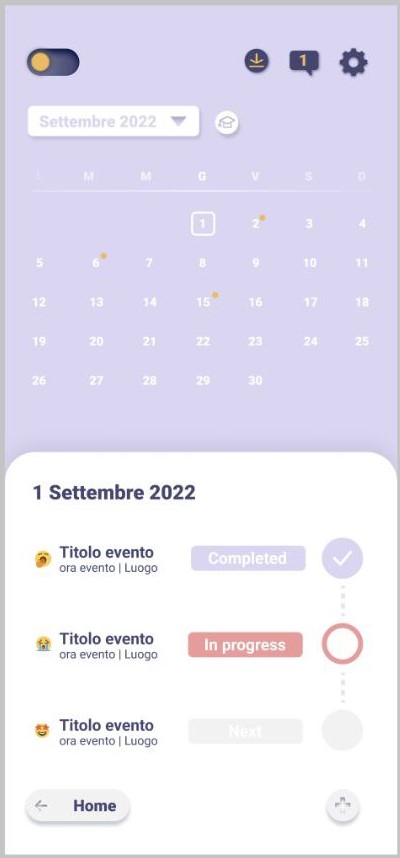 1
Settembre 2022
L M M G V S D
1 2 3 4
5 6 7 8 9 10 11
12 13 14 15 16 17 18
19 20 21 22 23 24 25
26 27 28 29 30
1 Settembre 2022
Titolo evento Completed
ora evento | Luogo
Titolo evento In progress
ora evento | Luogo
Titolo evento Next
ora evento | Luogo
Home